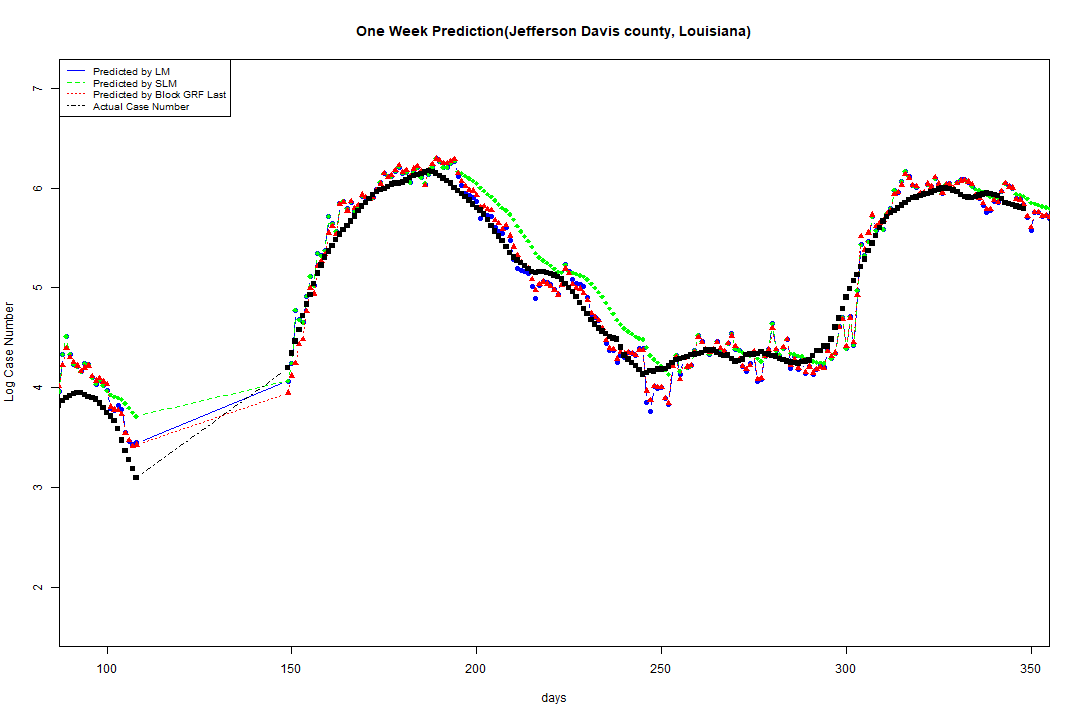 One Week Prediction(Jefferson Davis county, Louisiana)
Predicted by LM
Predicted by SLM
Predicted by Block GRF Last
Actual Case Number
7
6
5
4
3
2
Log Case Number
100 150 200 250 300 350
days